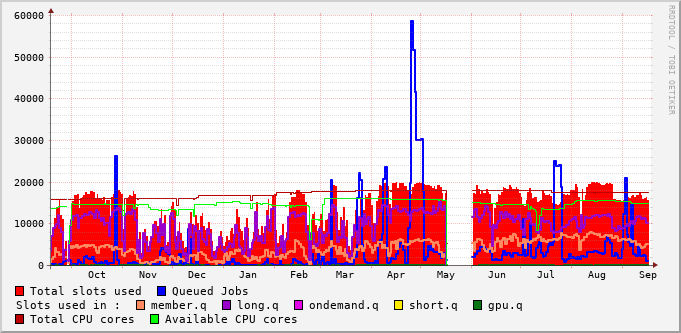 RRDTOOL / TOBI OETIKER
60000
50000
40000
30000
20000
10000
0
Oct Nov Dec Jan Feb Mar Apr May Jun Jul Aug Sep
Total slots used Queued Jobs
Slots used in : member.q long.q ondemand.q short.q gpu.q
Total CPU cores Available CPU cores